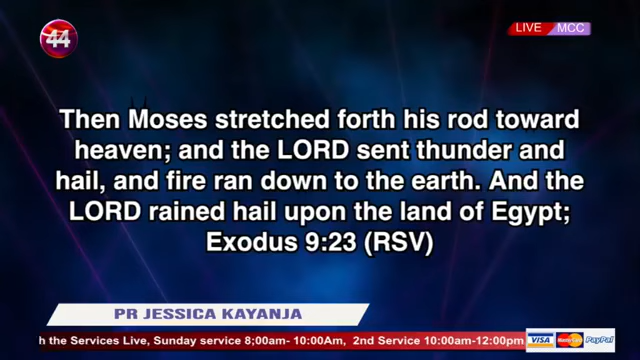 44
LIVE MCC
Then Moses stretched forth his rod toward
heaven; and the LORD sent thunder and
hail, and fire ran down to the earth. And the
LORD rained hail upon the land of Egypt;
Exodus 9:23 (RSV)
PR JESSICA KAYANJA
h the Services Live, Sunday service 8;00am- 10:00Am, 2nd Service 10:00am-12:00pm
VISA MasterCard PayPal